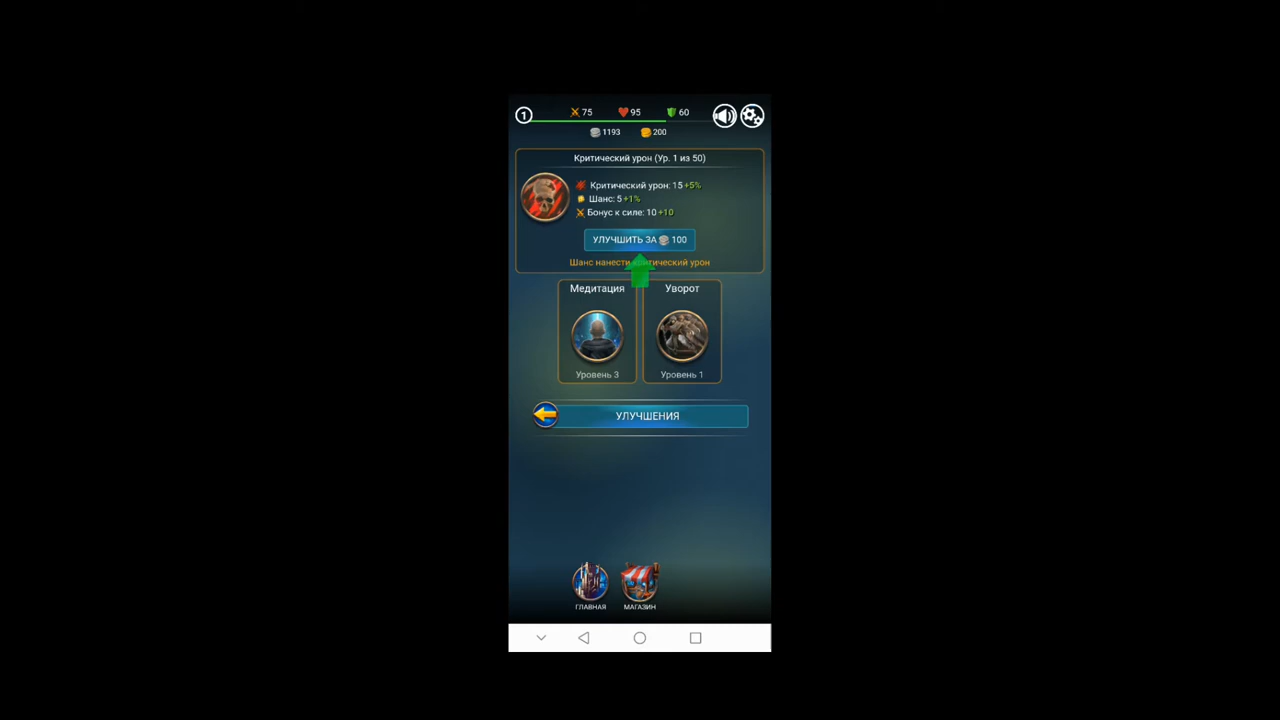 1 75 95 60
1193 200
Критический урон (Ур. 1 из 50)
Критический урон: 15 +5%
Шанс: 5 +1%
Бонус к силе: 10 +10
УЛУЧШИТЬ ЗА 100
Шанс нанести критический урон
Медитация Уворот
Уровень 3 Уровень 1
УЛУЧШЕНИЯ
ГЛАВНАЯ МАГАЗИН